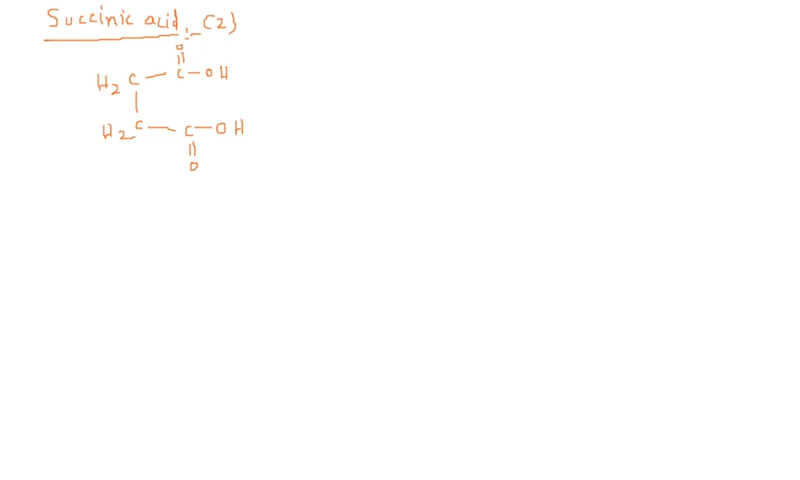 Succinic acid, (2)
O
||
H2C — C — OH
|
H2C — C — OH
||
O